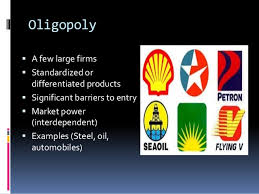 Oligopoly
A few large firms
Standardized or
differentiated products
Significant barriers to entry
Market power
(interdependent)
Examples (Steel, oil,
automobiles)
PETRON
SEAOIL
FLYING V